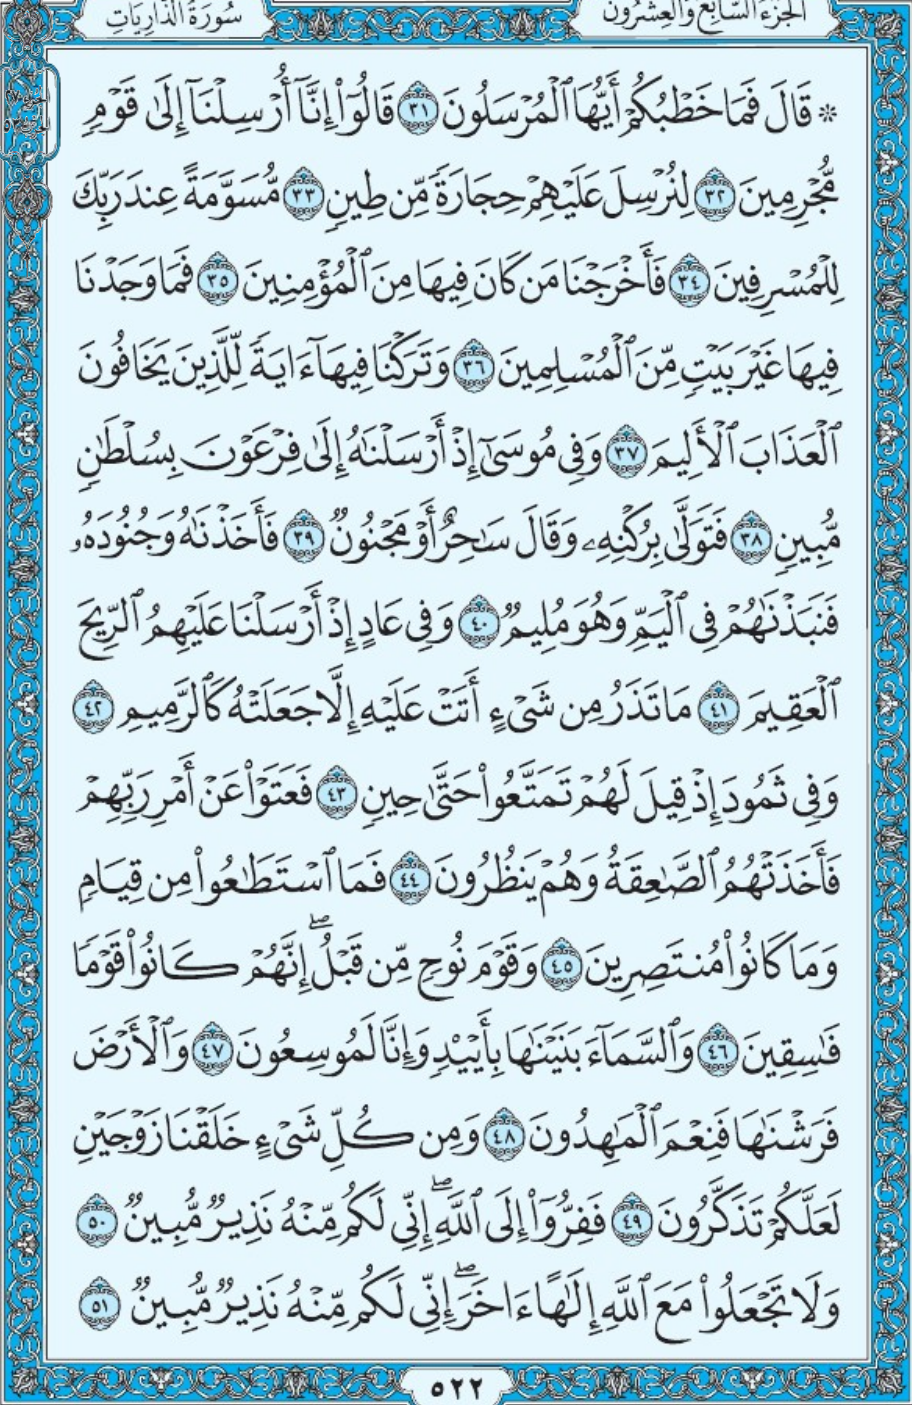 سُورَةُ الذَّارِيَاتِ
الجُزْءُ السَّابِعُ وَالعِشْرُونَ
۞ قَالَ فَمَا خَطْبُكُمْ أَيُّهَا ٱلْمُرْسَلُونَ ٣١ قَالُوٓا۟ إِنَّآ أُرْسِلْنَآ إِلَىٰ قَوْمٍ
مُّجْرِمِينَ ٣٢ لِنُرْسِلَ عَلَيْهِمْ حِجَارَةً مِّن طِينٍ ٣٣ مُّسَوَّمَةً عِندَ رَبِّكَ
لِلْمُسْرِفِينَ ٣٤ فَأَخْرَجْنَا مَن كَانَ فِيهَا مِنَ ٱلْمُؤْمِنِينَ ٣٥ فَمَا وَجَدْنَا
فِيهَا غَيْرَ بَيْتٍ مِّنَ ٱلْمُسْلِمِينَ ٣٦ وَتَرَكْنَا فِيهَآ ءَايَةً لِّلَّذِينَ يَخَافُونَ
ٱلْعَذَابَ ٱلْأَلِيمَ ٣٧ وَفِى مُوسَىٰٓ إِذْ أَرْسَلْنَٰهُ إِلَىٰ فِرْعَوْنَ بِسُلْطَٰنٍ
مُّبِينٍ ٣٨ فَتَوَلَّىٰ بِرُكْنِهِۦ وَقَالَ سَٰحِرٌ أَوْ مَجْنُونٌ ٣٩ فَأَخَذْنَٰهُ وَجُنُودَهُۥ
فَنَبَذْنَٰهُمْ فِى ٱلْيَمِّ وَهُوَ مُلِيمٌ ٤٠ وَفِى عَادٍ إِذْ أَرْسَلْنَا عَلَيْهِمُ ٱلرِّيحَ
ٱلْعَقِيمَ ٤١ مَا تَذَرُ مِن شَىْءٍ أَتَتْ عَلَيْهِ إِلَّا جَعَلَتْهُ كَٱلرَّمِيمِ ٤٢
وَفِى ثَمُودَ إِذْ قِيلَ لَهُمْ تَمَتَّعُوا۟ حَتَّىٰ حِينٍ ٤٣ فَعَتَوْا۟ عَنْ أَمْرِ رَبِّهِمْ
فَأَخَذَتْهُمُ ٱلصَّٰعِقَةُ وَهُمْ يَنظُرُونَ ٤٤ فَمَا ٱسْتَطَٰعُوا۟ مِن قِيَامٍ
وَمَا كَانُوا۟ مُنتَصِرِينَ ٤٥ وَقَوْمَ نُوحٍ مِّن قَبْلُ ۖ إِنَّهُمْ كَانُوا۟ قَوْمًا
فَٰسِقِينَ ٤٦ وَٱلسَّمَآءَ بَنَيْنَٰهَا بِأَيْي۟دٍ وَإِنَّا لَمُوسِعُونَ ٤٧ وَٱلْأَرْضَ
فَرَشْنَٰهَا فَنِعْمَ ٱلْمَٰهِدُونَ ٤٨ وَمِن كُلِّ شَىْءٍ خَلَقْنَا زَوْجَيْنِ
لَعَلَّكُمْ تَذَكَّرُونَ ٤٩ فَفِرُّوٓا۟ إِلَى ٱللَّهِ ۖ إِنِّى لَكُم مِّنْهُ نَذِيرٌ مُّبِينٌ ٥٠
وَلَا تَجْعَلُوا۟ مَعَ ٱللَّهِ إِلَٰهًا ءَاخَرَ ۖ إِنِّى لَكُم مِّنْهُ نَذِيرٌ مُّبِينٌ ٥١
٥٢٢